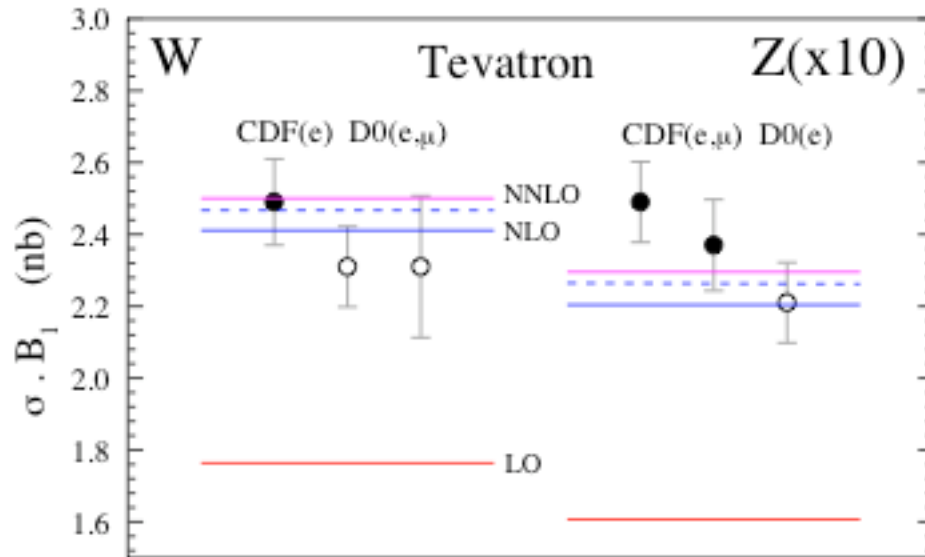 3.0
2.8
2.6
2.4
2.2
2.0
1.8
1.6
σ . B₁ (nb)
W
Tevatron
Z(x10)
CDF(e) D0(e,μ)
CDF(e,μ) D0(e)
NNLO
NLO
LO